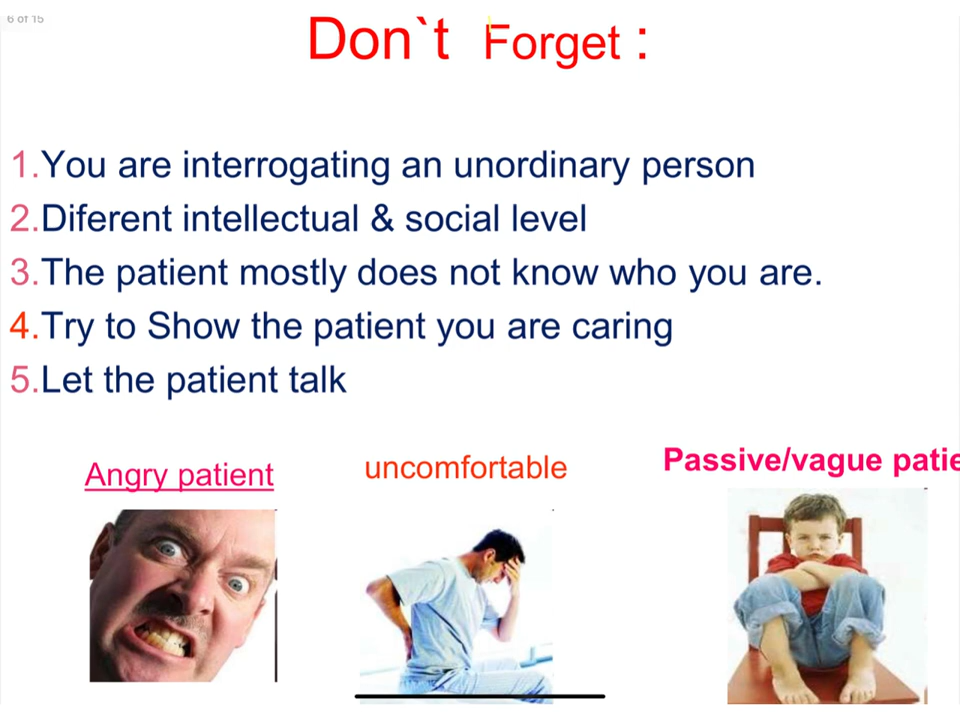 6 of 15
Don`t Forget :
1.You are interrogating an unordinary person
2.Diferent intellectual & social level
3.The patient mostly does not know who you are.
4.Try to Show the patient you are caring
5.Let the patient talk
Angry patient
uncomfortable
Passive/vague patie